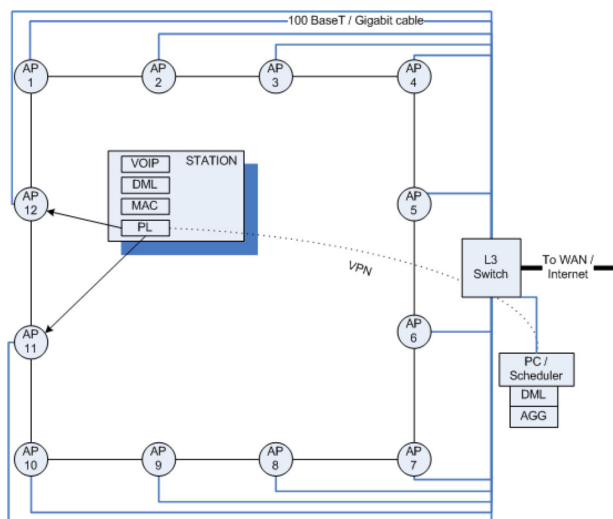 100 BaseT / Gigabit cable
AP
1
AP
2
AP
3
AP
4
STATION
VOIP
DML
MAC
PL
AP
12
AP
5
VPN
L3
Switch
To WAN /
Internet
AP
11
AP
6
PC /
Scheduler
DML
AGG
AP
10
AP
9
AP
8
AP
7